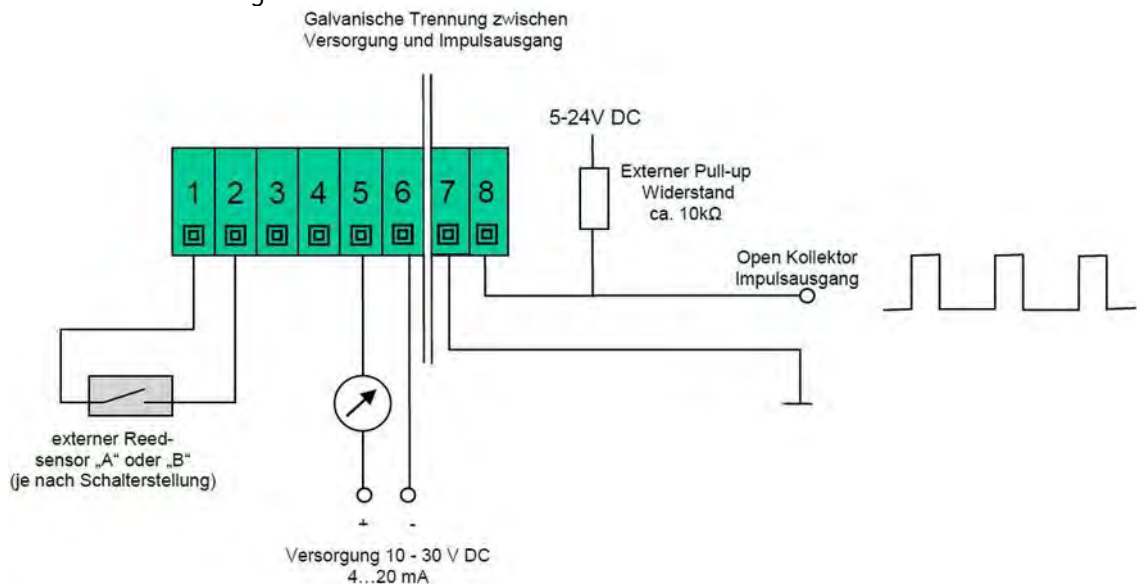 Galvanische Trennung zwischen
Versorgung und Impulsausgang
5-24V DC
1 2 3 4 5 6 7 8
Externer Pull-up
Widerstand
ca. 10kΩ
Open Kollektor
Impulsausgang
externer Reed-
sensor „A“ oder „B“
(je nach Schalterstellung)
+ -
Versorgung 10 - 30 V DC
4...20 mA